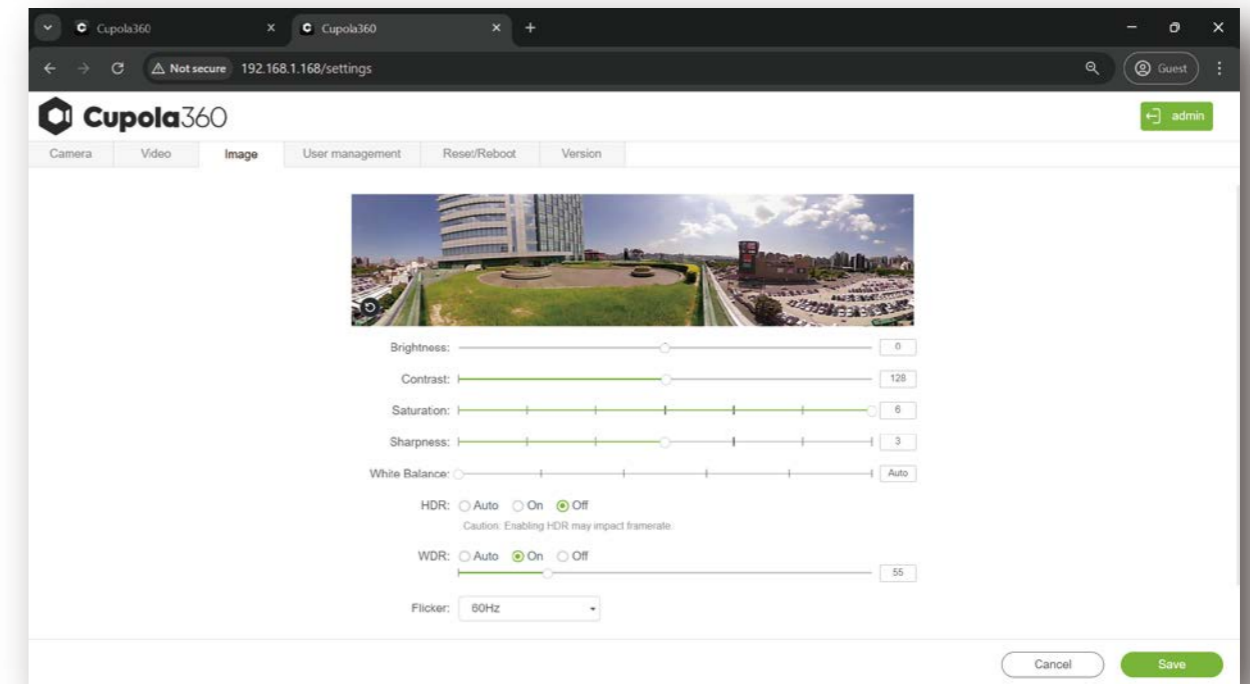 Cupola360
Cupola360
Not secure 192.168.1.168/settings
Guest
Cupola360
admin
Camera Video Image User management Reset/Reboot Version
Brightness: 0
Contrast: 128
Saturation: 6
Sharpness: 3
White Balance: Auto
HDR: Auto On Off
Caution: Enabling HDR may impact framerate.
WDR: Auto On Off
55
Flicker: 60Hz
Cancel Save